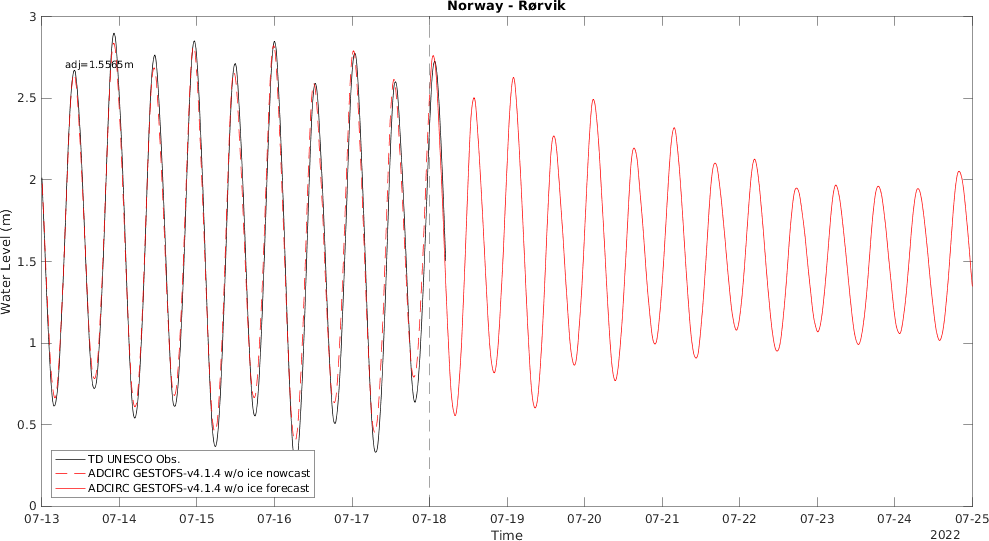 Norway - Rørvik
adj=1.5565m
Water Level (m)
3
2.5
2
1.5
1
0.5
0
TD UNESCO Obs.
ADCIRC GESTOFS-v4.1.4 w/o ice nowcast
ADCIRC GESTOFS-v4.1.4 w/o ice forecast
07-13 07-14 07-15 07-16 07-17 07-18 07-19 07-20 07-21 07-22 07-23 07-24 07-25
Time
2022